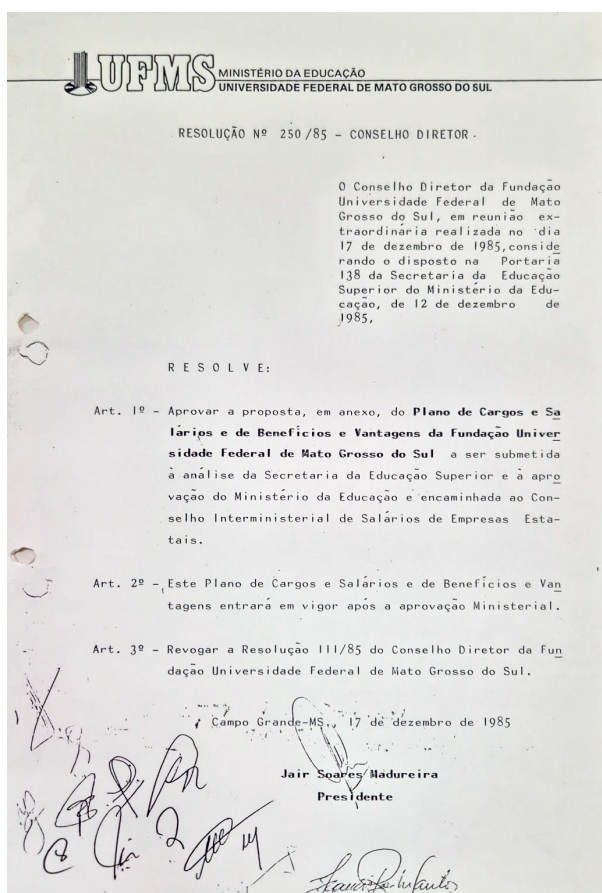 UFMS
MINISTÉRIO DA EDUCAÇÃO
UNIVERSIDADE FEDERAL DE MATO GROSSO DO SUL
RESOLUÇÃO Nº 250/85 - CONSELHO DIRETOR.
O Conselho Diretor da Fundação
Universidade Federal de Mato
Grosso do Sul, em reunião ex-
traordinária realizada no dia
17 de dezembro de 1985,conside
rando o disposto na Portaria
138 da Secretaria da Educação
Superior do Ministério da Edu-
cação, de 12 de dezembro de
1985,
R E S O L V E:
Art. 1º - Aprovar a proposta, em anexo, do Plano de Cargos e Sa
lários e de Benefícios e Vantagens da Fundação Univer
sidade Federal de Mato Grosso do Sul a ser submetida
à análise da Secretaria da Educação Superior e à apro
vação do Ministério da Educação e encaminhada ao Con-
selho Interministerial de Salários de Empresas Esta-
tais.
Art. 2º - Este Plano de Cargos e Salários e de Benefícios e Van
tagens entrará em vigor após a aprovação Ministerial.
Art. 3º - Revogar a Resolução 111/85 do Conselho Diretor da Fun
dação Universidade Federal de Mato Grosso do Sul.
Campo Grande-MS., 17 de dezembro de 1985
Jair Soares Madureira
Presidente